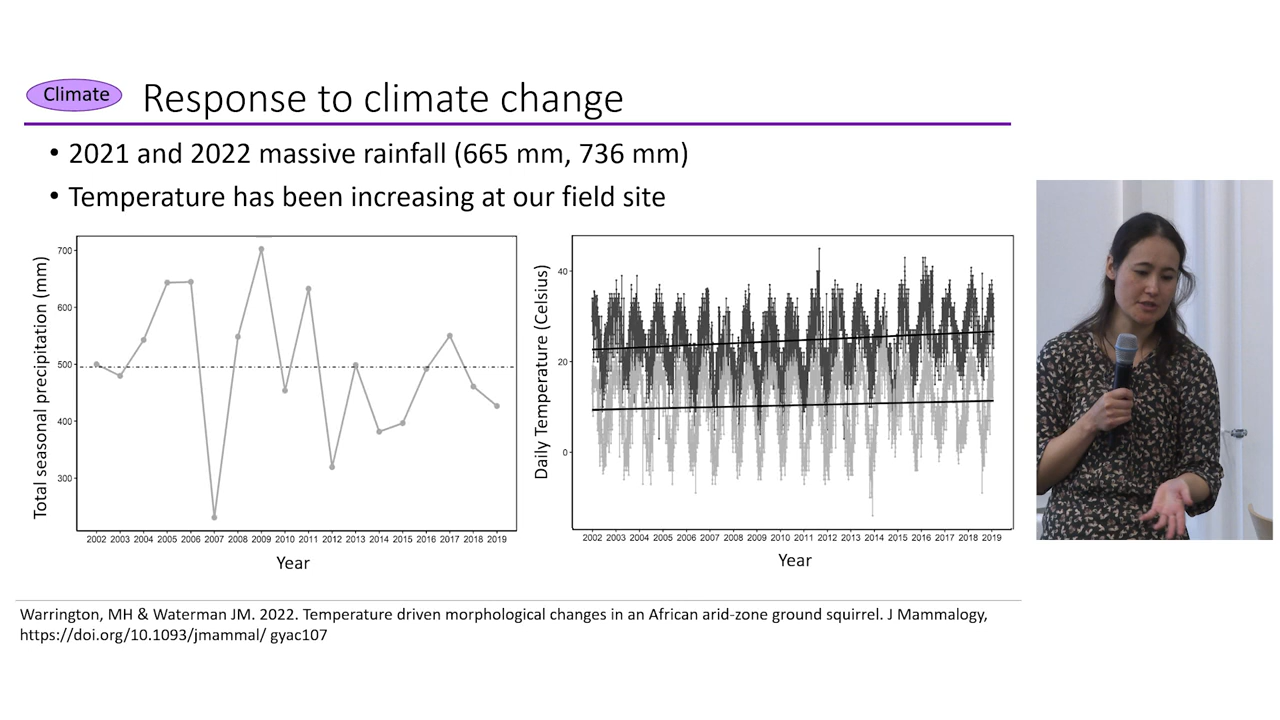 Climate
Response to climate change
• 2021 and 2022 massive rainfall (665 mm, 736 mm)
• Temperature has been increasing at our field site
Total seasonal precipitation (mm)
700
600
500
400
300
2002 2003 2004 2005 2006 2007 2008 2009 2010 2011 2012 2013 2014 2015 2016 2017 2018 2019
Year
Daily Temperature (Celsius)
40
20
0
2002 2003 2004 2005 2006 2007 2008 2009 2010 2011 2012 2013 2014 2015 2016 2017 2018 2019
Year
Warrington, MH & Waterman JM. 2022. Temperature driven morphological changes in an African arid-zone ground squirrel. J Mammalogy,
https://doi.org/10.1093/jmammal/ gyac107